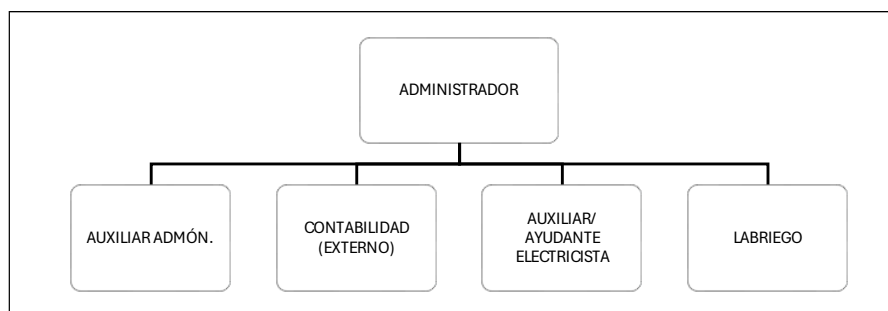 ADMINISTRADOR
AUXILIAR ADMÓN.
CONTABILIDAD
(EXTERNO)
AUXILIAR/
AYUDANTE
ELECTRICISTA
LABRIEGO